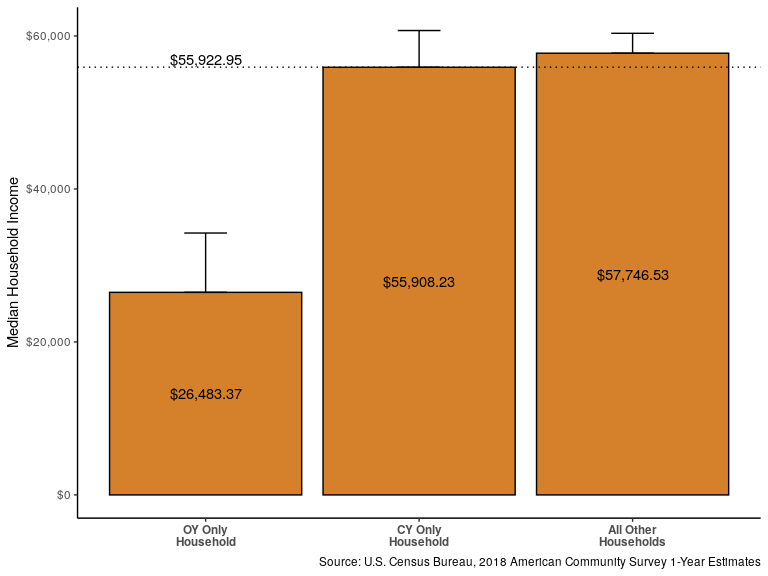 Median Household Income
$60,000
$40,000
$20,000
$0
$55,922.95
$26,483.37
$55,908.23
$57,746.53
OY Only
Household
CY Only
Household
All Other
Households
Source: U.S. Census Bureau, 2018 American Community Survey 1-Year Estimates